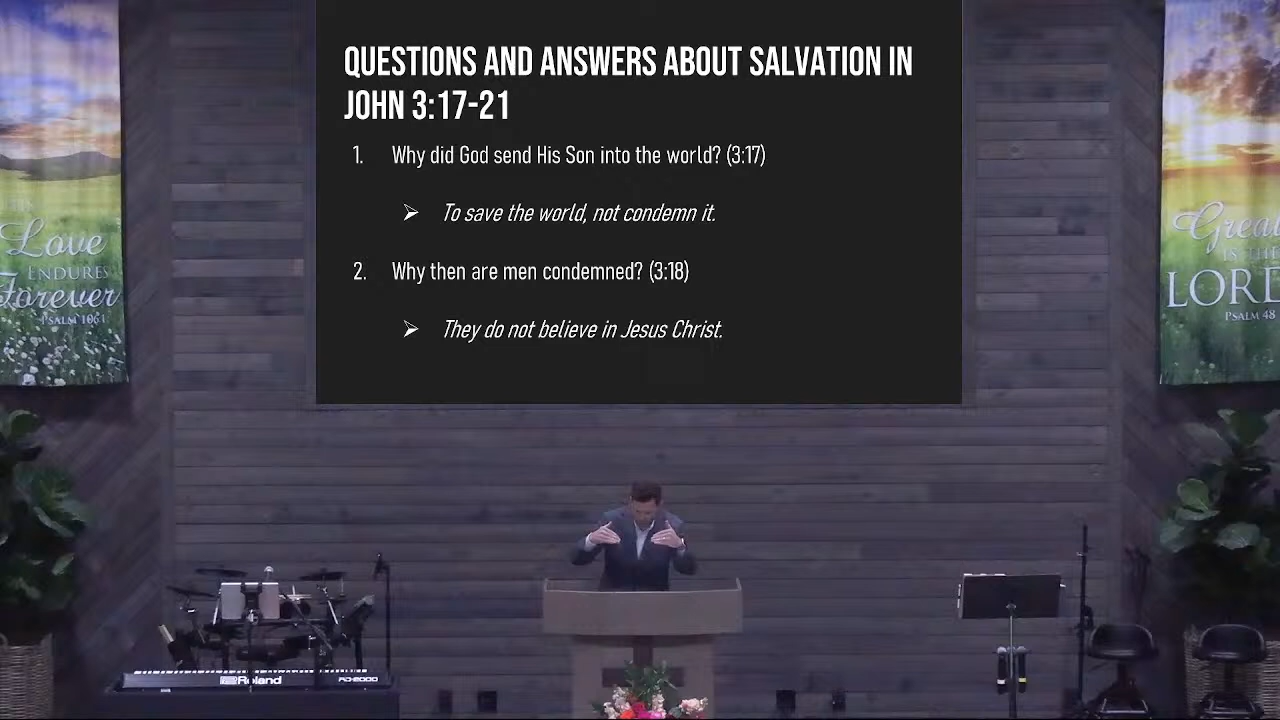 QUESTIONS AND ANSWERS ABOUT SALVATION IN
JOHN 3:17-21
1. Why did God send His Son into the world? (3:17)
➢ To save the world, not condemn it.
2. Why then are men condemned? (3:18)
➢ They do not believe in Jesus Christ.
Love
ENDURES
Forever
PSALM 106:1
Great
IS THE
LORD
PSALM 48
Roland
RD-2000